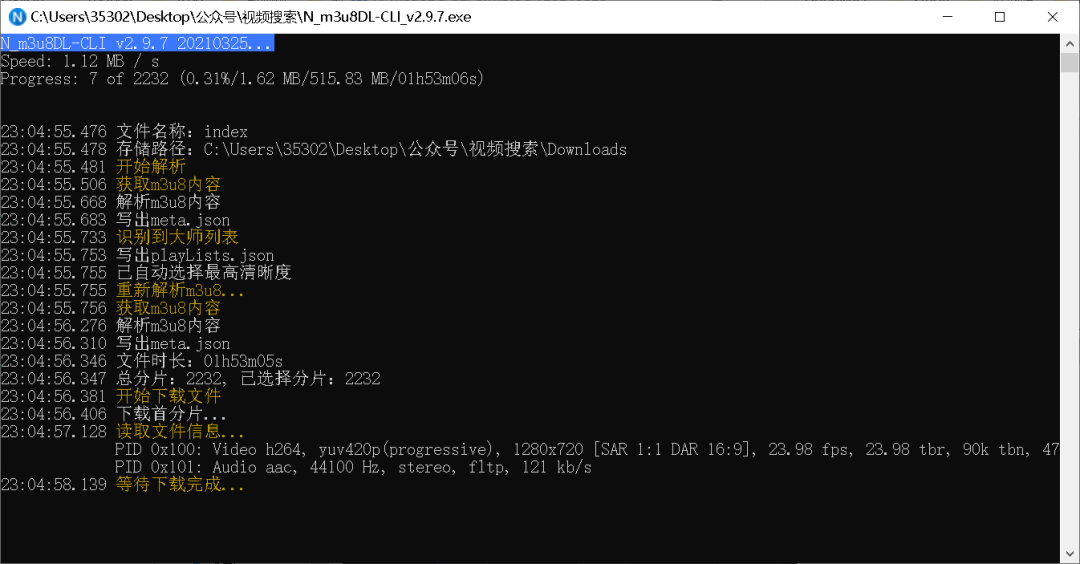 C:\Users\35302\Desktop\公众号\视频搜索\N_m3u8DL-CLI_v2.9.7.exe
N_m3u8DL-CLI v2.9.7 20210325...
Speed: 1.12 MB / s
Progress: 7 of 2232 (0.31%/1.62 MB/515.83 MB/01h53m06s)
23:04:55.476 文件名称：index
23:04:55.478 存储路径：C:\Users\35302\Desktop\公众号\视频搜索\Downloads
23:04:55.481 开始解析
23:04:55.506 获取m3u8内容
23:04:55.668 解析m3u8内容
23:04:55.683 写出meta.json
23:04:55.733 识别到大师列表
23:04:55.753 写出playLists.json
23:04:55.755 已自动选择最高清晰度
23:04:55.755 重新解析m3u8...
23:04:55.756 获取m3u8内容
23:04:56.276 解析m3u8内容
23:04:56.310 写出meta.json
23:04:56.346 文件时长：01h53m05s
23:04:56.347 总分片：2232, 已选择分片：2232
23:04:56.381 开始下载文件
23:04:56.406 下载首分片...
23:04:57.128 读取文件信息...
PID 0x100: Video h264, yuv420p(progressive), 1280x720 [SAR 1:1 DAR 16:9], 23.98 fps, 23.98 tbr, 90k tbn, 47
PID 0x101: Audio aac, 44100 Hz, stereo, fltp, 121 kb/s
23:04:58.139 等待下载完成...